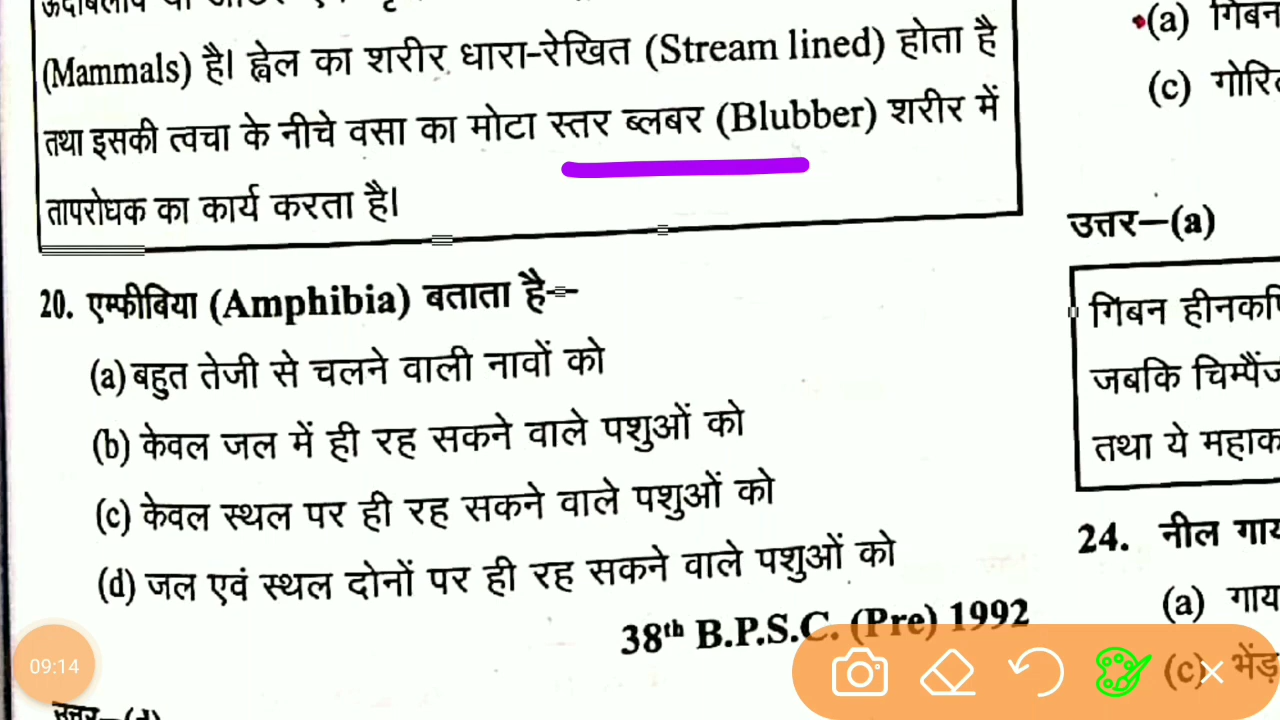 (Mammals) है। ह्वेल का शरीर धारा-रेखित (Stream lined) होता है
तथा इसकी त्वचा के नीचे वसा का मोटा स्तर ब्लबर (Blubber) शरीर में
तापरोधक का कार्य करता है।
20. एम्फीबिया (Amphibia) बताता है—
(a) बहुत तेजी से चलने वाली नावों को
(b) केवल जल में ही रह सकने वाले पशुओं को
(c) केवल स्थल पर ही रह सकने वाले पशुओं को
(d) जल एवं स्थल दोनों पर ही रह सकने वाले पशुओं को
38th B.P.S.C. (Pre) 1992
उत्तर—(d)
(a) गिबन
(c)
उत्तर—(a)
गिबन
जबकि
तथा ये
24. नील गाय
(a) गाय
(c) भेंड़
09:14